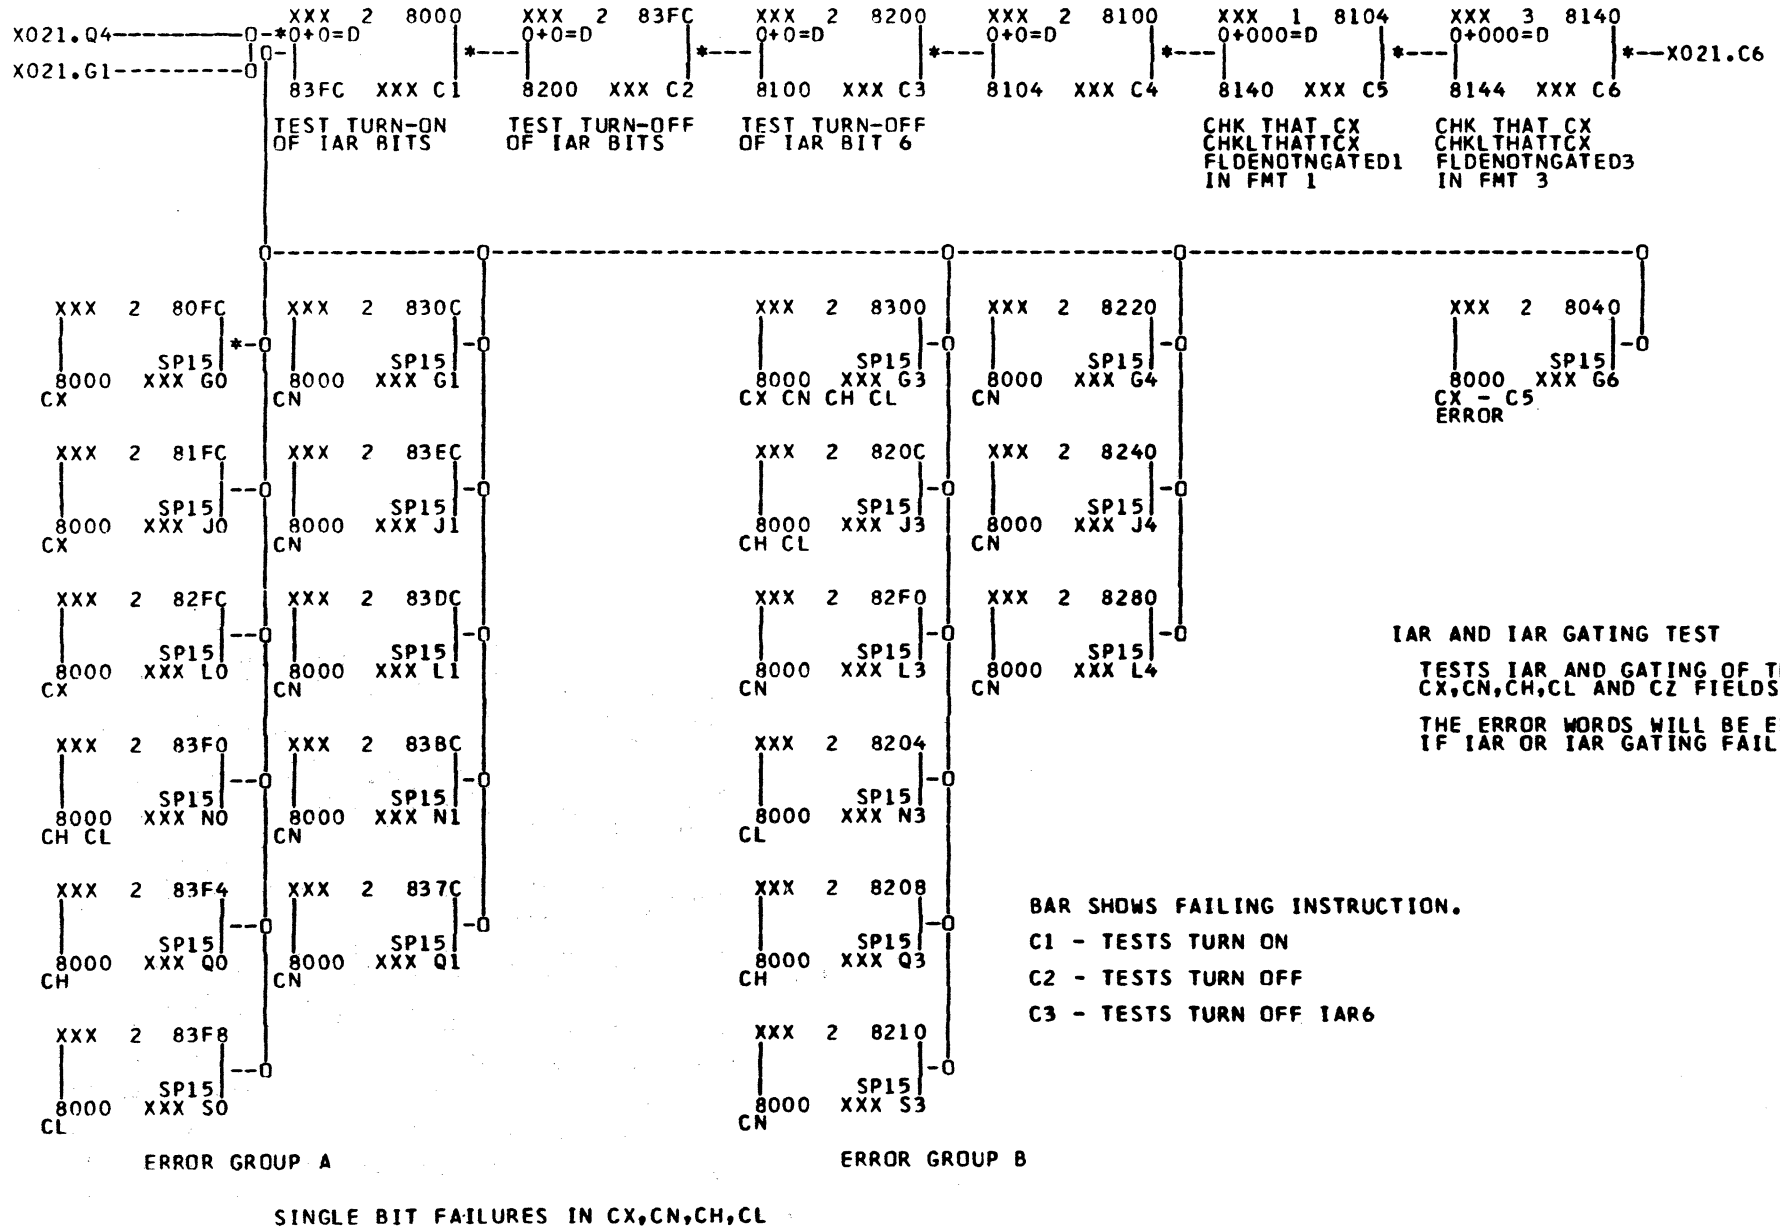 XXX 2 8000 XXX 2 83FC XXX 2 8200 XXX 2 8100 XXX 1 8104 XXX 3 8140
X021.Q4---------------O-*O+O=D O+O=D O+O=D O+O=D O+000=D O+000=D
O- *--- *--- *--- *--- *--- *---X021.C6
X021.G1---------------O
83FC XXX C1 8200 XXX C2 8100 XXX C3 8104 XXX C4 8140 XXX C5 8144 XXX C6
TEST TURN-ON TEST TURN-OFF TEST TURN-OFF CHK THAT CX CHK THAT CX
OF IAR BITS OF IAR BITS OF IAR BIT 6 CHKLTHATTCX CHKLTHATTCX
FLDENOTNGATED1 FLDENOTNGATED3
IN FMT 1 IN FMT 3
XXX 2 80FC XXX 2 830C XXX 2 8300 XXX 2 8220 XXX 2 8040
*-O -O -O -O -O
SP15 SP15 SP15 SP15 SP15
8000 XXX G0 8000 XXX G1 8000 XXX G3 8000 XXX G4 8000 XXX G6
CX CN CX CN CH CL CN CX - C5
ERROR
XXX 2 81FC XXX 2 83EC XXX 2 820C XXX 2 8240
--O -O -O -O
SP15 SP15 SP15 SP15
8000 XXX J0 8000 XXX J1 8000 XXX J3 8000 XXX J4
CX CN CH CL CN
XXX 2 82FC XXX 2 83DC XXX 2 82F0 XXX 2 8280
--O -O -O -O
IAR AND IAR GATING TEST
SP15 SP15 SP15 SP15
8000 XXX L0 8000 XXX L1 8000 XXX L3 8000 XXX L4
CX CN CN CN
TESTS IAR AND GATING OF
CX,CN,CH,CL AND CZ FIELDS
THE ERROR WORDS WILL BE
IF IAR OR IAR GATING FAIL
XXX 2 83F0 XXX 2 83BC XXX 2 8204
--O -O -O
SP15 SP15 SP15
8000 XXX N0 8000 XXX N1 8000 XXX N3
CH CL CN CL
XXX 2 83F4 XXX 2 837C XXX 2 8208
--O -O -O
SP15 SP15 SP15
8000 XXX Q0 8000 XXX Q1 8000 XXX Q3
CH CN CH
BAR SHOWS FAILING INSTRUCTION.
C1 - TESTS TURN ON
C2 - TESTS TURN OFF
C3 - TESTS TURN OFF IAR6
XXX 2 83F8 XXX 2 8210
--O -O
SP15 SP15
8000 XXX S0 8000 XXX S3
CL CN
ERROR GROUP A ERROR GROUP B
SINGLE BIT FAILURES IN CX,CN,CH,CL